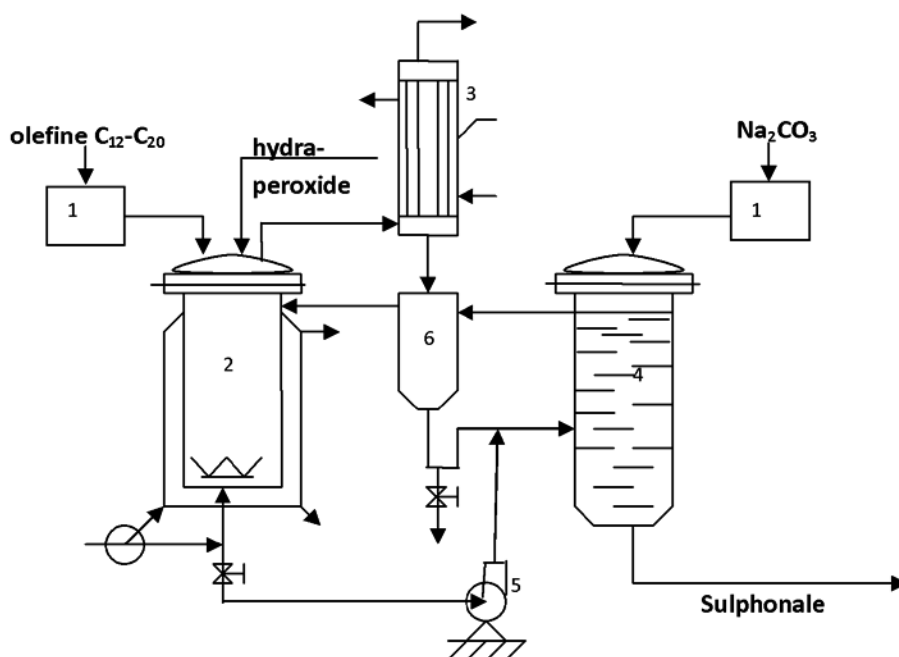 3
olefine C₁₂-C₂₀
Na₂CO₃
hydra-
peroxide
1
1
6
2
4
5
Sulphonale